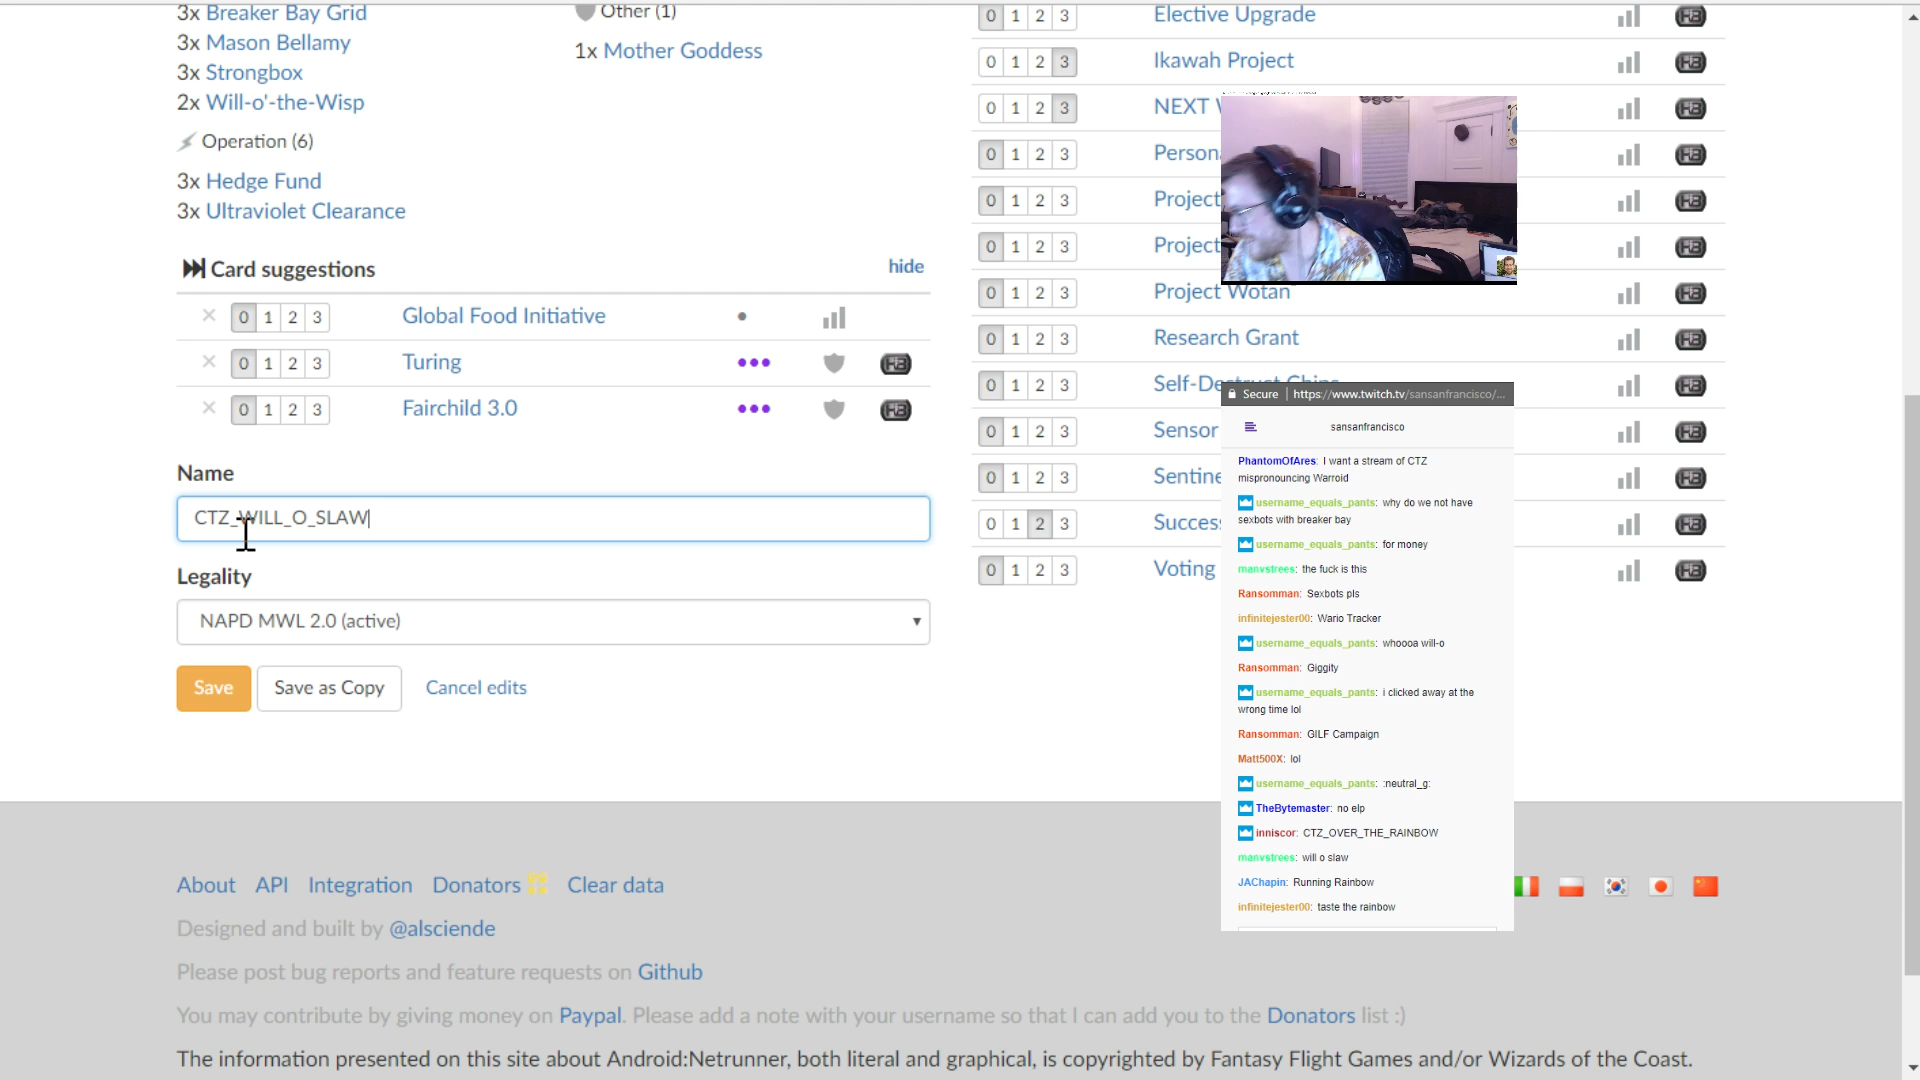 3x Breaker Bay Grid
3x Mason Bellamy
3x Strongbox
2x Will-o'-the-Wisp
Operation (6)
3x Hedge Fund
3x Ultraviolet Clearance
Other (1)
1x Mother Goddess
Card suggestions
hide
× 0 1 2 3 Global Food Initiative
× 0 1 2 3 Turing
× 0 1 2 3 Fairchild 3.0
Name
CTZ_WILL_O_SLAW
Legality
NAPD MWL 2.0 (active)
Save
Save as Copy
Cancel edits
0 1 2 3 Elective Upgrade
0 1 2 3 Ikawah Project
0 1 2 3 NEXT
0 1 2 3
0 1 2 3 Project
0 1 2 3 Project
0 1 2 3 Project Wotan
0 1 2 3 Research Grant
0 1 2 3 Self-Destruct Chips
0 1 2 3 Sensor
0 1 2 3
0 1 2 3
0 1 2 3 Voting
Secure https://www.twitch.tv/sansanfrancisco/...
sansanfrancisco
PhantomOfAres: I want a stream of CTZ
mispronouncing Warroid
username_equals_pants: why do we not have
sexbots with breaker bay
username_equals_pants: for money
manvstrees: the fuck is this
Ransomman: Sexbots pls
infinitejester00: Wario Tracker
username_equals_pants: whoooa will-o
Ransomman: Giggity
username_equals_pants: i clicked away at the
wrong time lol
Ransomman: GILF Campaign
Matt500X: lol
username_equals_pants: :neutral_g:
TheBytemaster: no elp
inniscor: CTZ_OVER_THE_RAINBOW
manvstrees: will o slaw
JAChapin: Running Rainbow
infinitejester00: taste the rainbow
About API Integration Donators Clear data
Designed and built by @alsciende
Please post bug reports and feature requests on Github
You may contribute by giving money on Paypal. Please add a note with your username so that I can add you to the Donators list :)
The information presented on this site about Android:Netrunner, both literal and graphical, is copyrighted by Fantasy Flight Games and/or Wizards of the Coast.